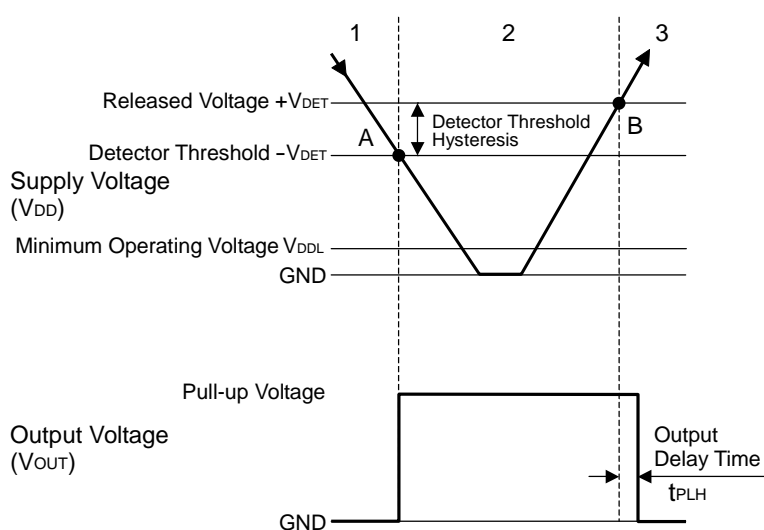 1 2 3
Released Voltage +VDET
A
B
Detector Threshold
Hysteresis
Detector Threshold −VDET
Supply Voltage
(VDD)
Minimum Operating Voltage VDDL
GND
Pull-up Voltage
Output Voltage
(VOUT)
Output
Delay Time
tPLH
GND